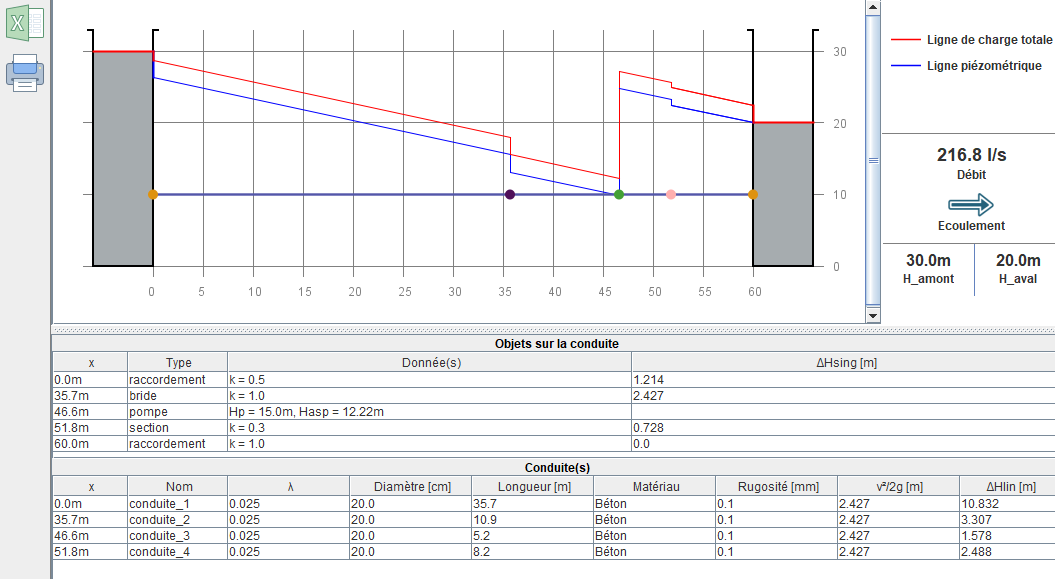 X
30
20
10
0
0 5 10 15 20 25 30 35 40 45 50 55 60
Ligne de charge totale
Ligne piézométrique
216.8 l/s
Débit
Ecoulement
30.0m 20.0m
H_amont H_aval
Objets sur la conduite
x Type Donnée(s) ΔHsing [m]
0.0m raccordement k = 0.5 1.214
35.7m bride k = 1.0 2.427
46.6m pompe Hp = 15.0m, Hasp = 12.22m
51.8m section k = 0.3 0.728
60.0m raccordement k = 1.0 0.0
Conduite(s)
x Nom λ Diamètre [cm] Longueur [m] Matériau Rugosité [mm] v²/2g [m] ΔHlin [m]
0.0m conduite_1 0.025 20.0 35.7 Béton 0.1 2.427 10.832
35.7m conduite_2 0.025 20.0 10.9 Béton 0.1 2.427 3.307
46.6m conduite_3 0.025 20.0 5.2 Béton 0.1 2.427 1.578
51.8m conduite_4 0.025 20.0 8.2 Béton 0.1 2.427 2.488